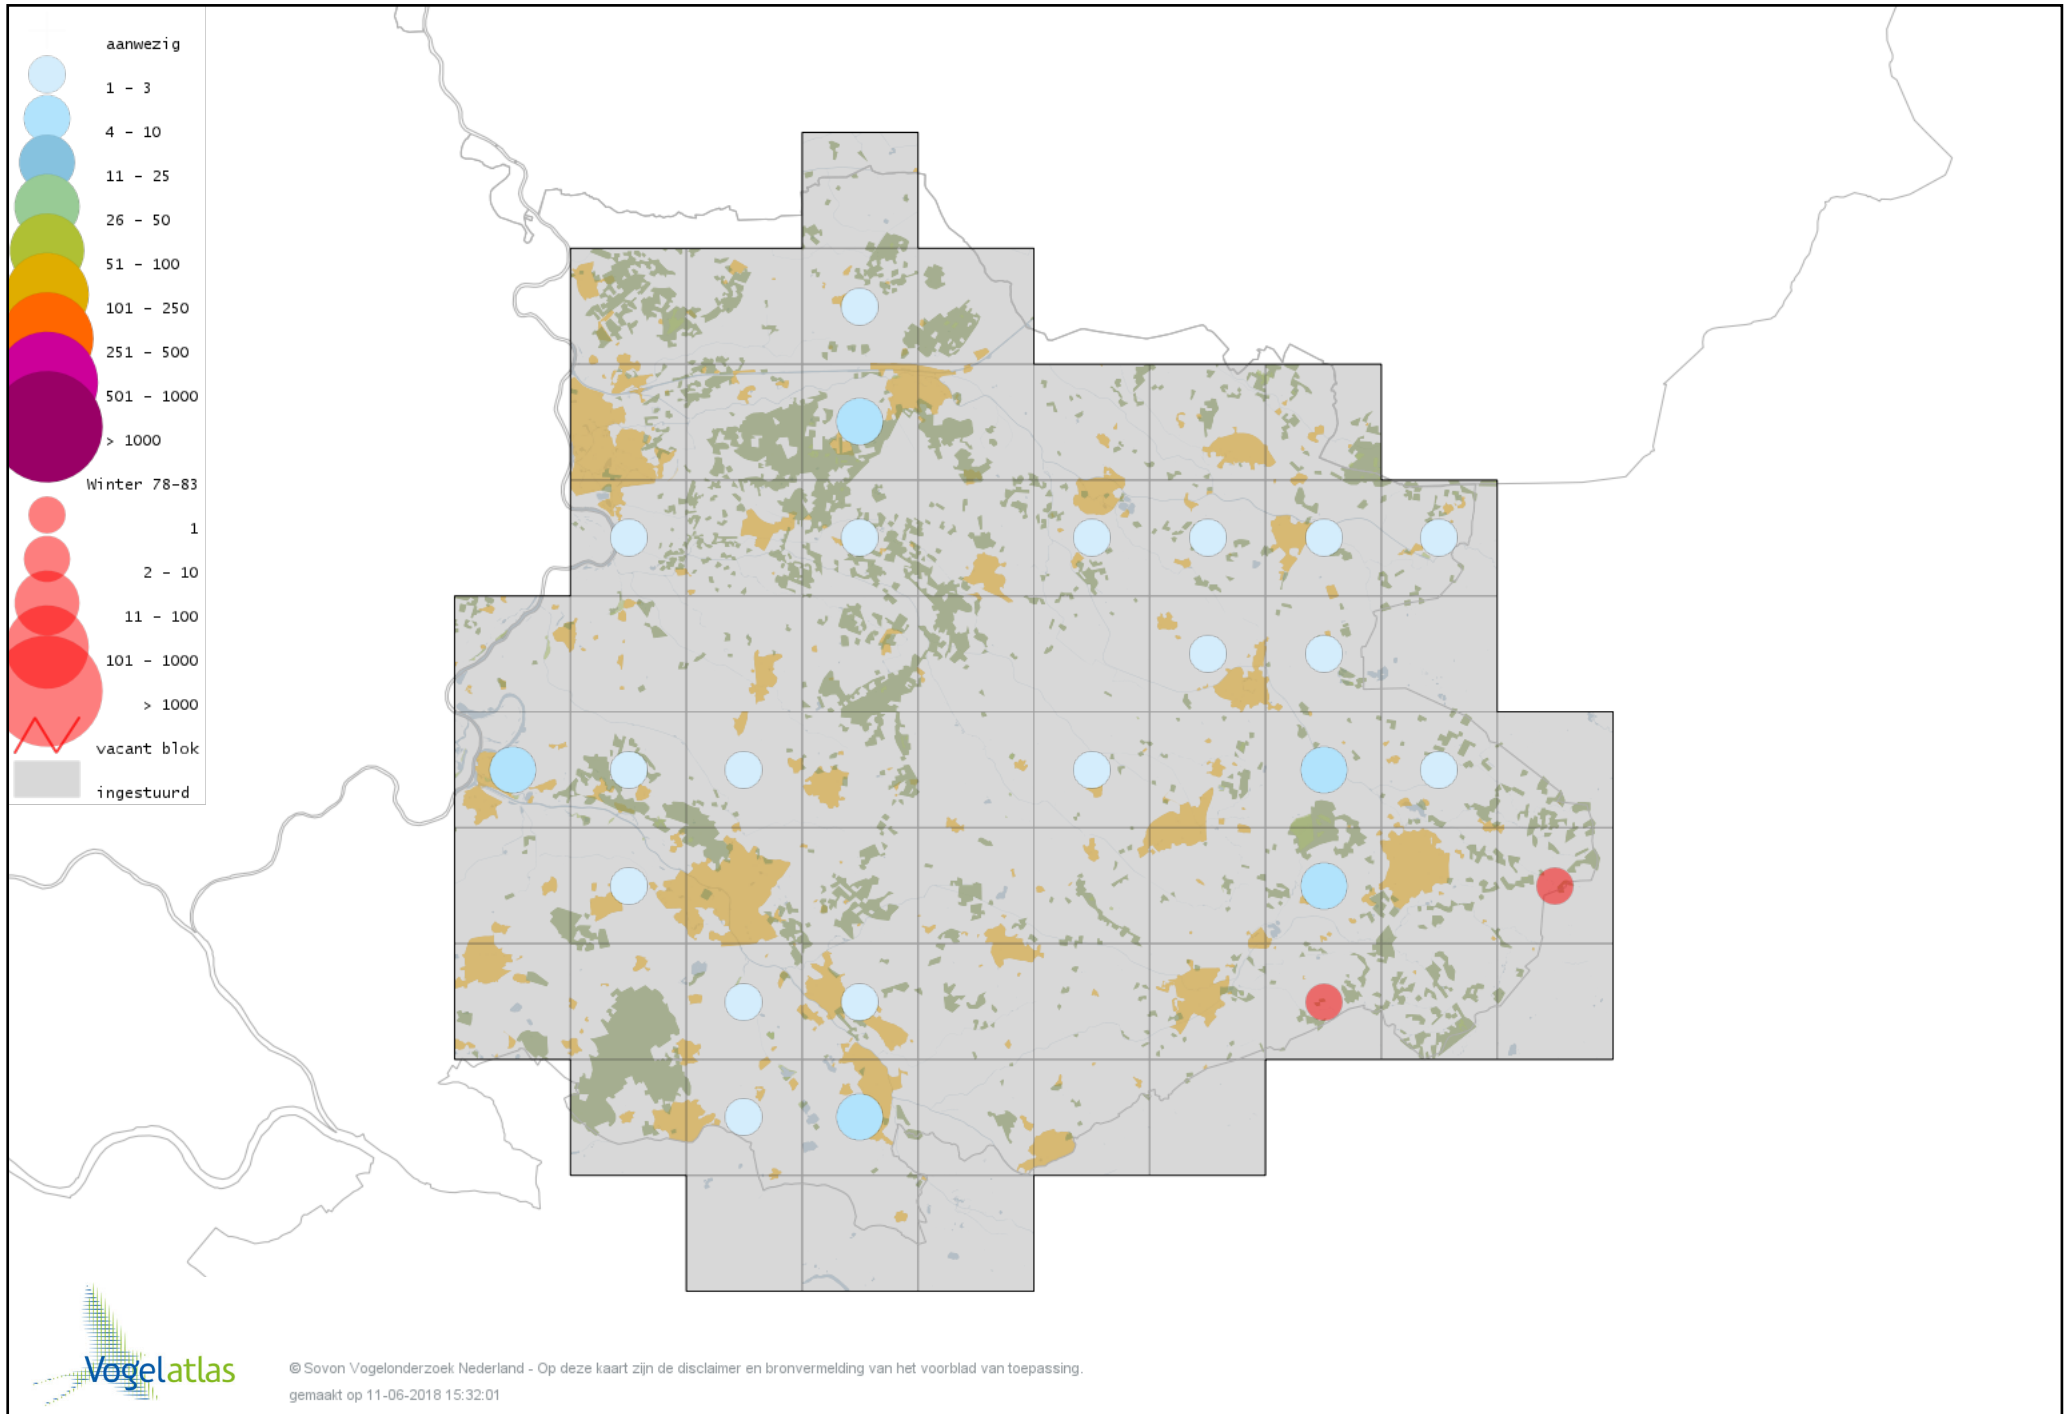 aanwezig
1 - 3
4 - 10
11 - 25
26 - 50
51 - 100
101 - 250
251 - 500
501 - 1000
> 1000
Winter 78-83
1
2 - 10
11 - 100
101 - 1000
> 1000
vacant blok
ingestuurd
Vogelatlas
© Sovon Vogelonderzoek Nederland - Op deze kaart zijn de disclaimer en bronvermelding van het voorblad van toepassing.
gemaakt op 11-06-2018 15:32:01